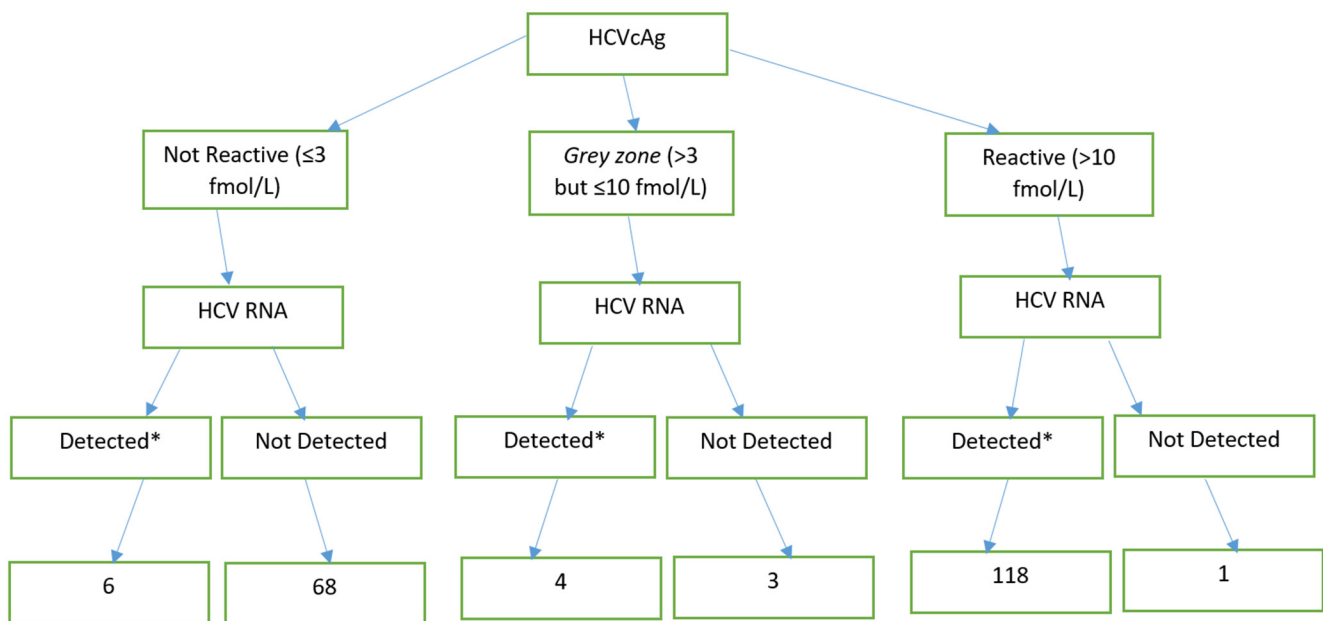 HCVcAg
Not Reactive (≤3
fmol/L)
Grey zone (>3
but ≤10 fmol/L)
Reactive (>10
fmol/L)
HCV RNA
HCV RNA
HCV RNA
Detected*
Not Detected
Detected*
Not Detected
Detected*
Not Detected
6
68
4
3
118
1